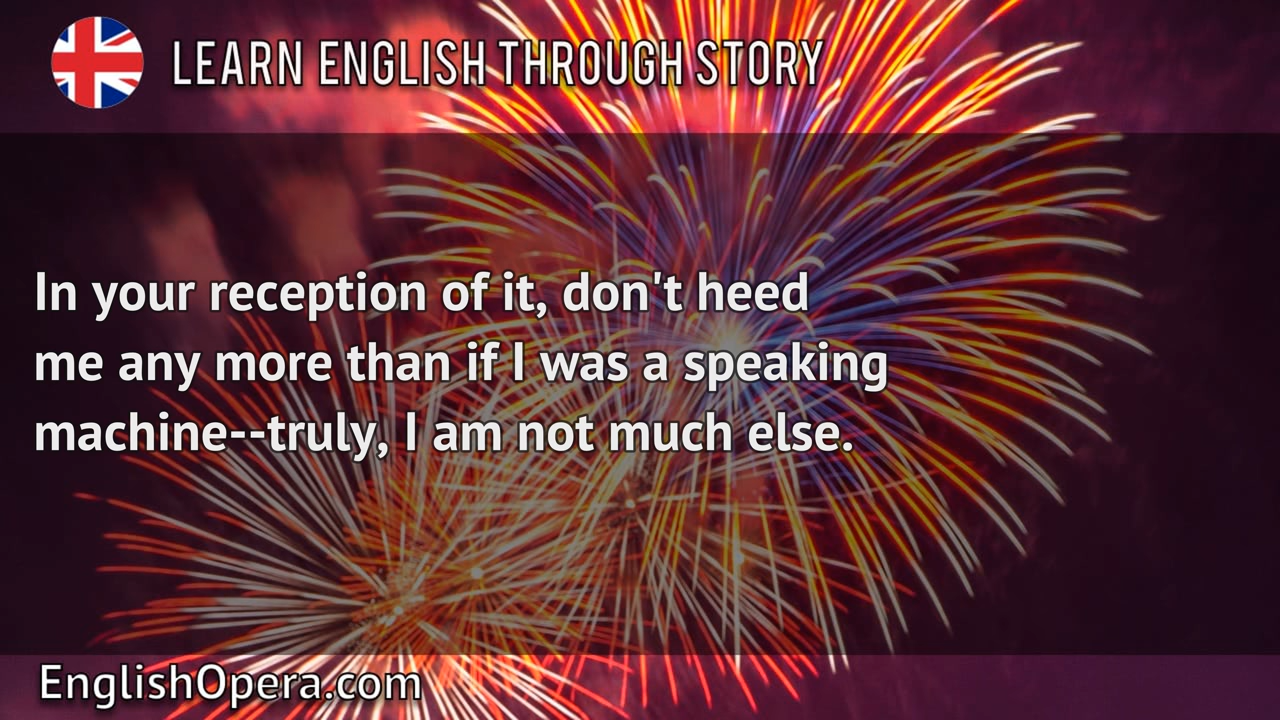 LEARN ENGLISH THROUGH STORY
In your reception of it, don't heed
me any more than if I was a speaking
machine--truly, I am not much else.
EnglishOpera.com